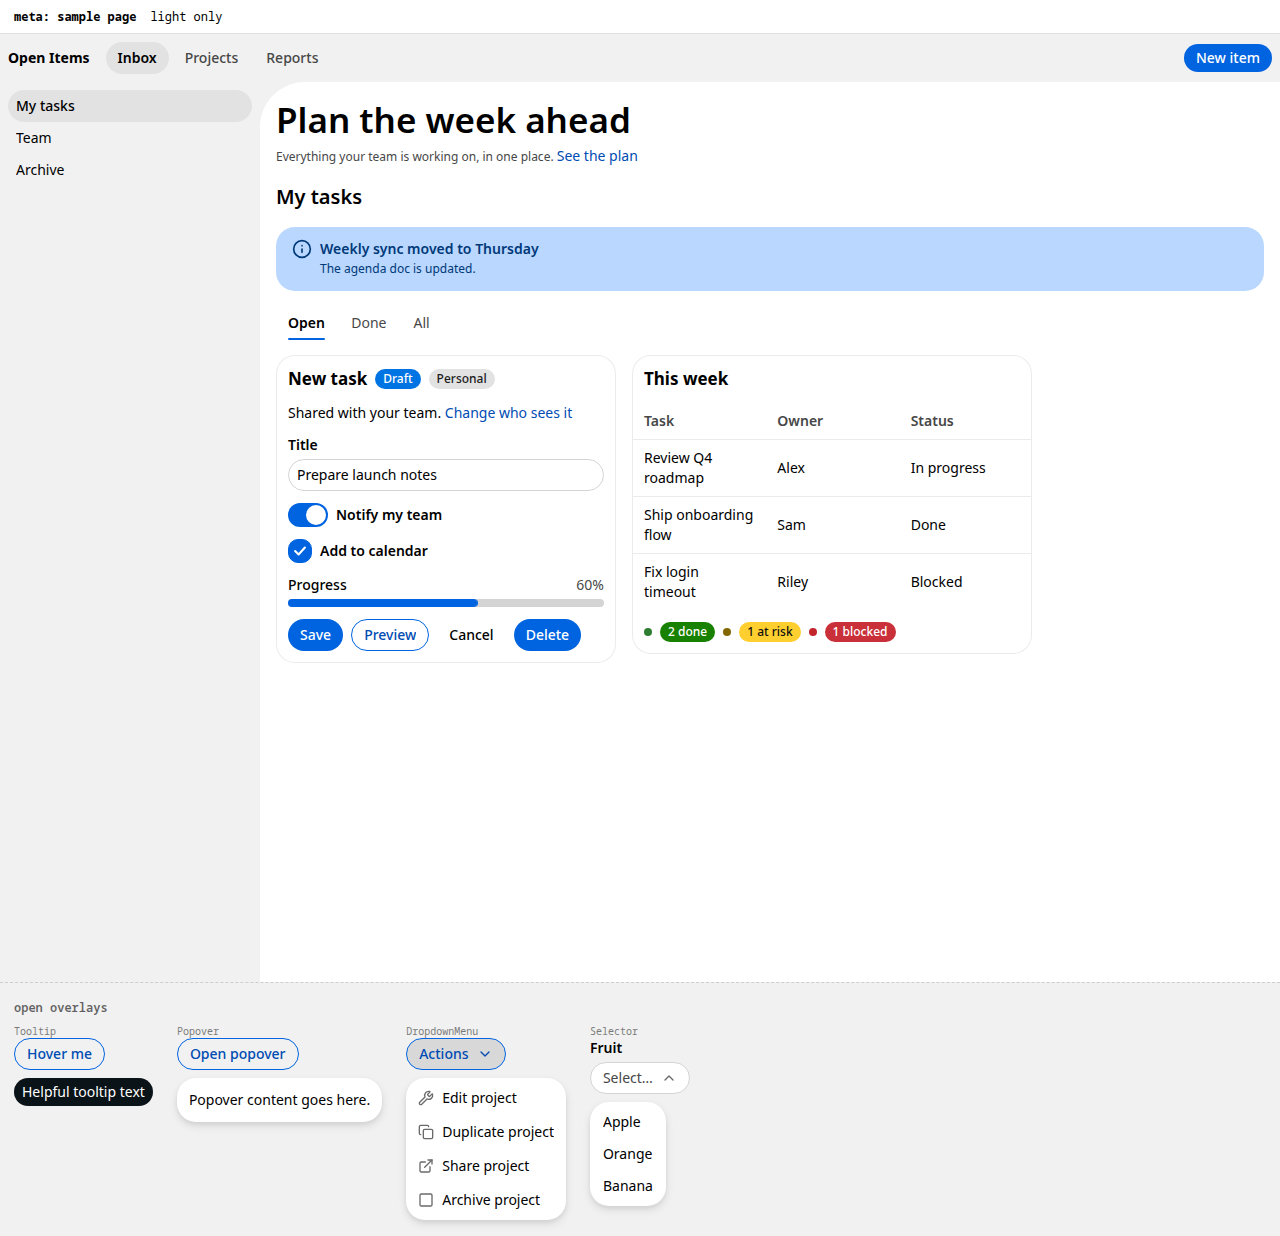 meta: sample page light only
Open Items Inbox Projects Reports New item
My tasks
Team
Archive
Plan the week ahead
Everything your team is working on, in one place. See the plan
My tasks
Weekly sync moved to Thursday
The agenda doc is updated.
Open Done All
New task Draft Personal
Shared with your team. Change who sees it
Title
Prepare launch notes
Notify my team
Add to calendar
Progress 60%
Save Preview Cancel Delete
This week
Task Owner Status
Review Q4 roadmap Alex In progress
Ship onboarding flow Sam Done
Fix login timeout Riley Blocked
2 done 1 at risk 1 blocked
open overlays
Tooltip
Hover me
Helpful tooltip text
Popover
Open popover
Popover content goes here.
DropdownMenu
Actions
Edit project
Duplicate project
Share project
Archive project
Selector
Fruit
Select...
Apple
Orange
Banana